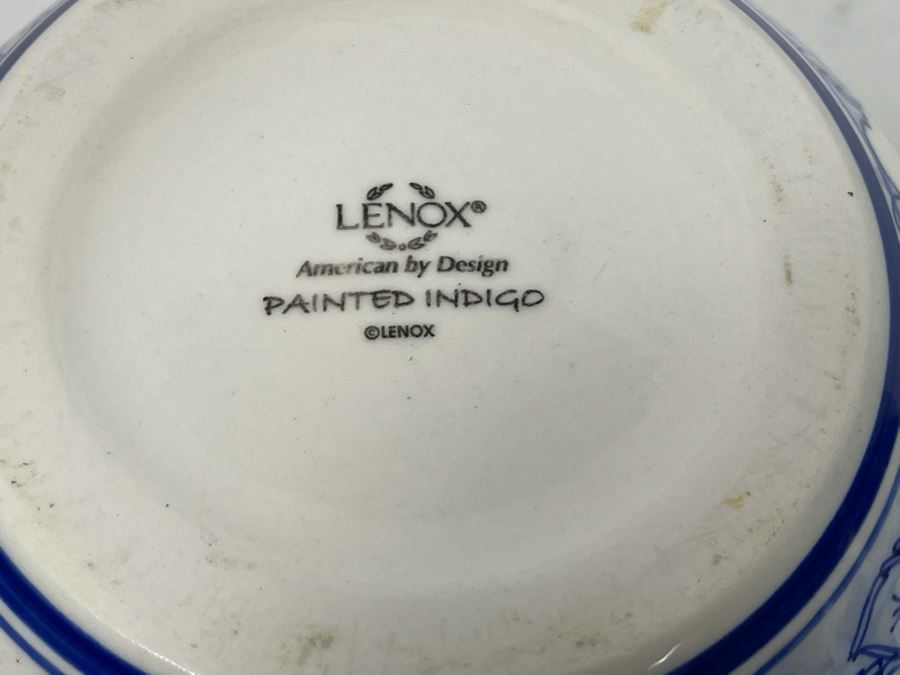 LENOX®
American by Design
PAINTED INDIGO
©LENOX